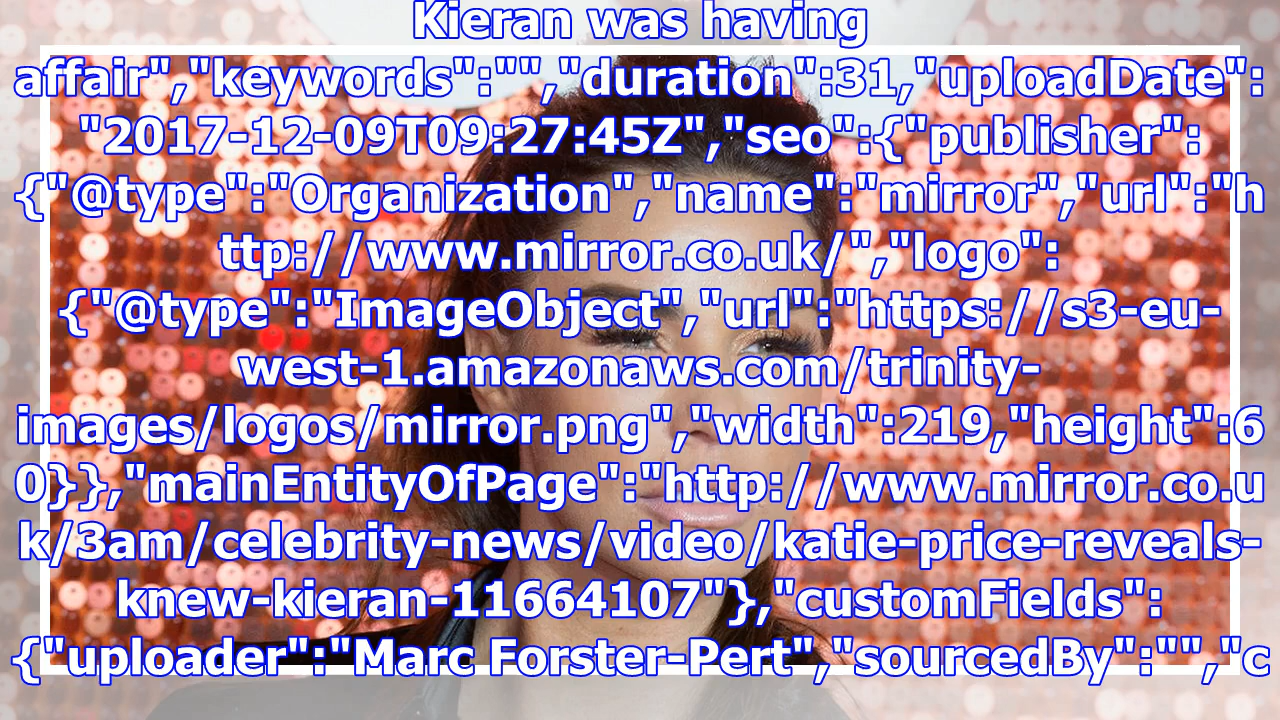 Kieran was having
affair","keywords":"","duration":31,"uploadDate":
"2017-12-09T09:27:45Z","seo":{"publisher":
{"@type":"Organization","name":"mirror","url":"h
ttp://www.mirror.co.uk/","logo":
{"@type":"ImageObject","url":"https://s3-eu-
west-1.amazonaws.com/trinity-
images/logos/mirror.png","width":219,"height":6
0}},"mainEntityOfPage":"http://www.mirror.co.u
k/3am/celebrity-news/video/katie-price-reveals-
knew-kieran-11664107"},"customFields":
{"uploader":"Marc Forster-Pert","sourcedBy":"","c